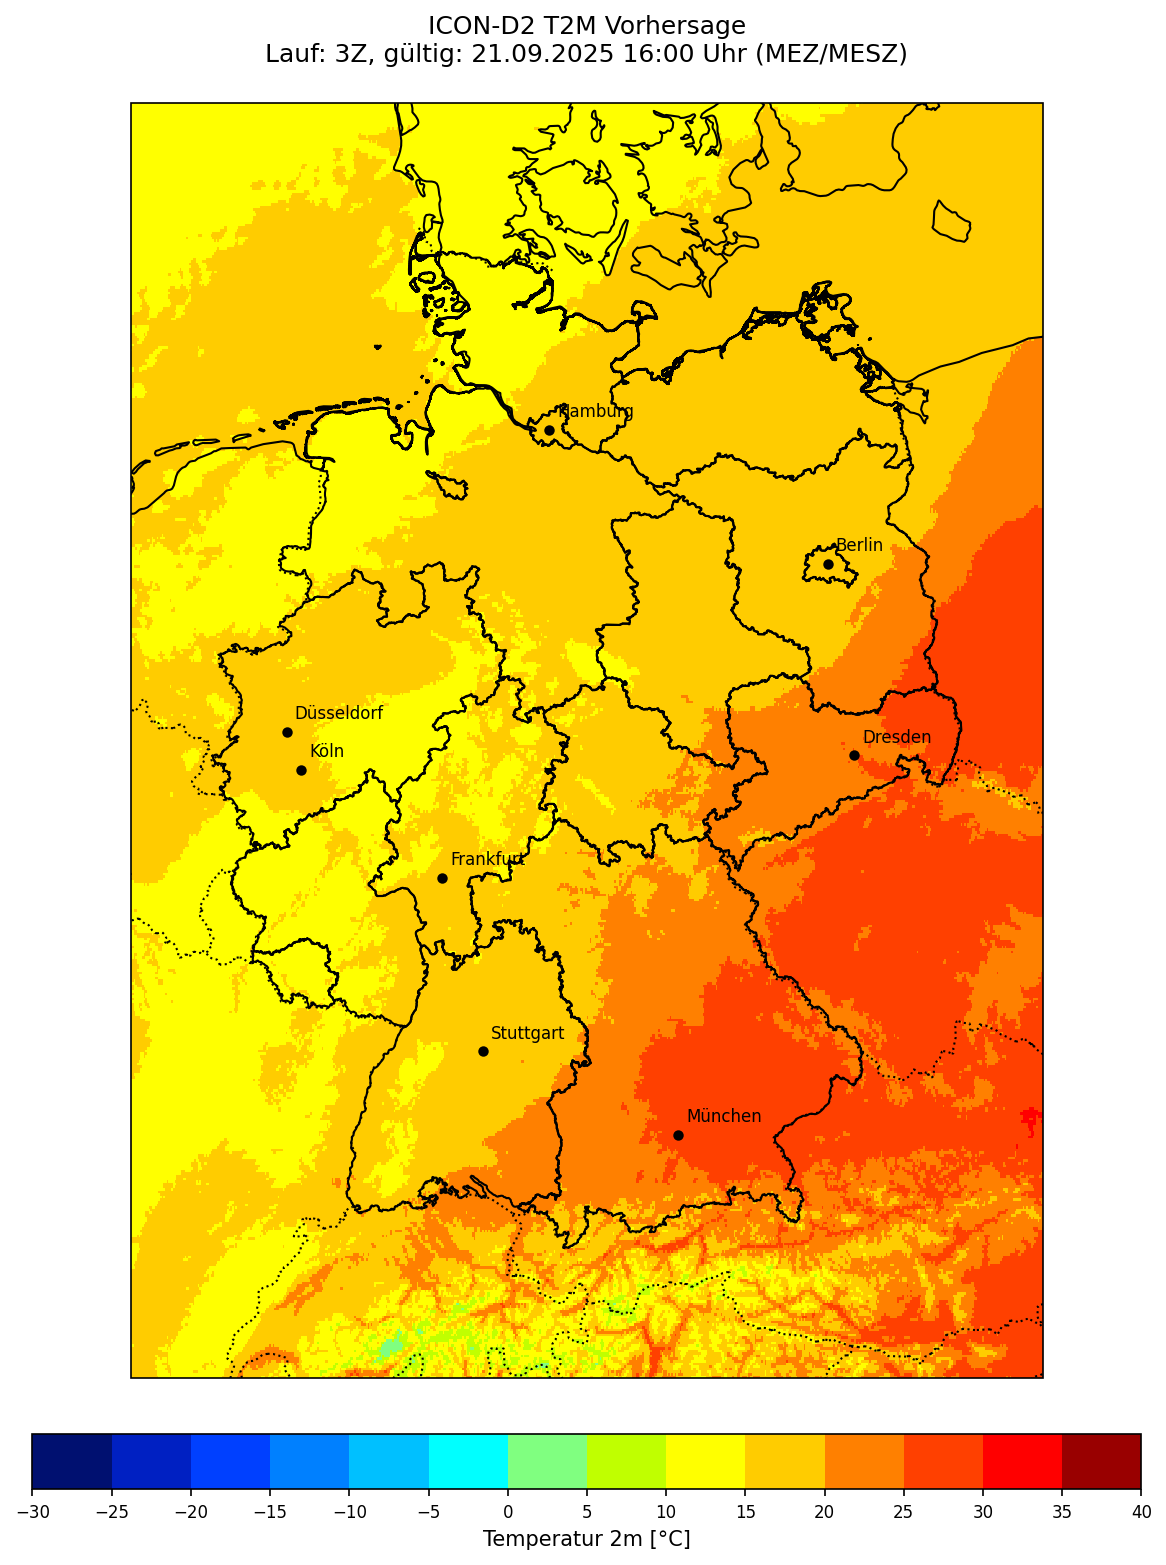 ICON-D2 T2M Vorhersage
Lauf: 3Z, gültig: 21.09.2025 16:00 Uhr (MEZ/MESZ)
Hamburg
Berlin
Düsseldorf
Köln
Dresden
Frankfurt
Stuttgart
München
−30 −25 −20 −15 −10 −5 0 5 10 15 20 25 30 35 40
Temperatur 2m [°C]